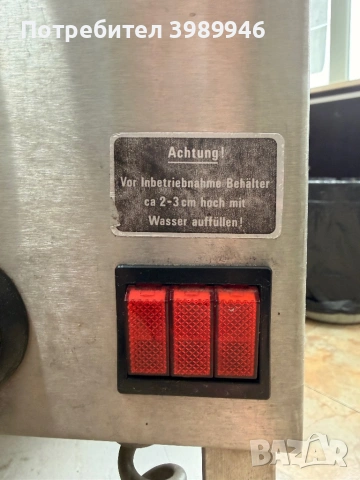 Потребител 3989946
Achtung!
Vor Inbetriebnahme Behälter
ca 2-3 cm hoch mit
Wasser auffüllen!
BAZAR